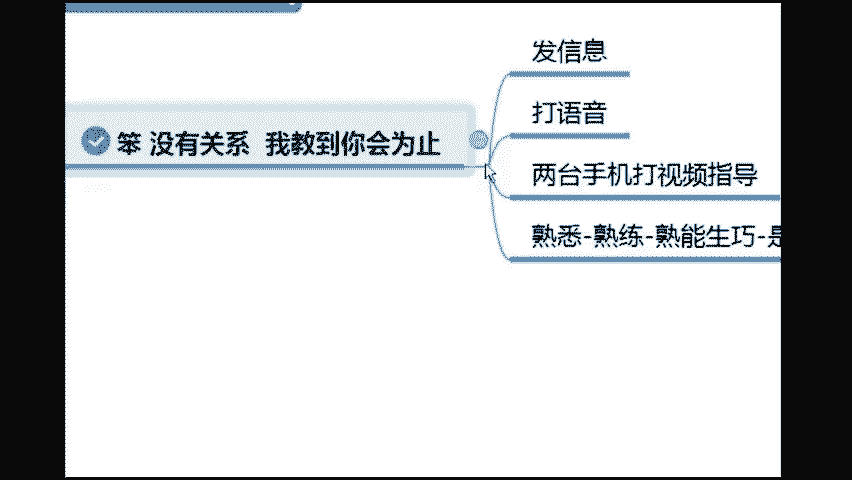 笨 没有关系 我教到你会为止
发信息
打语音
两台手机打视频指导
熟悉-熟练-熟能生巧-是